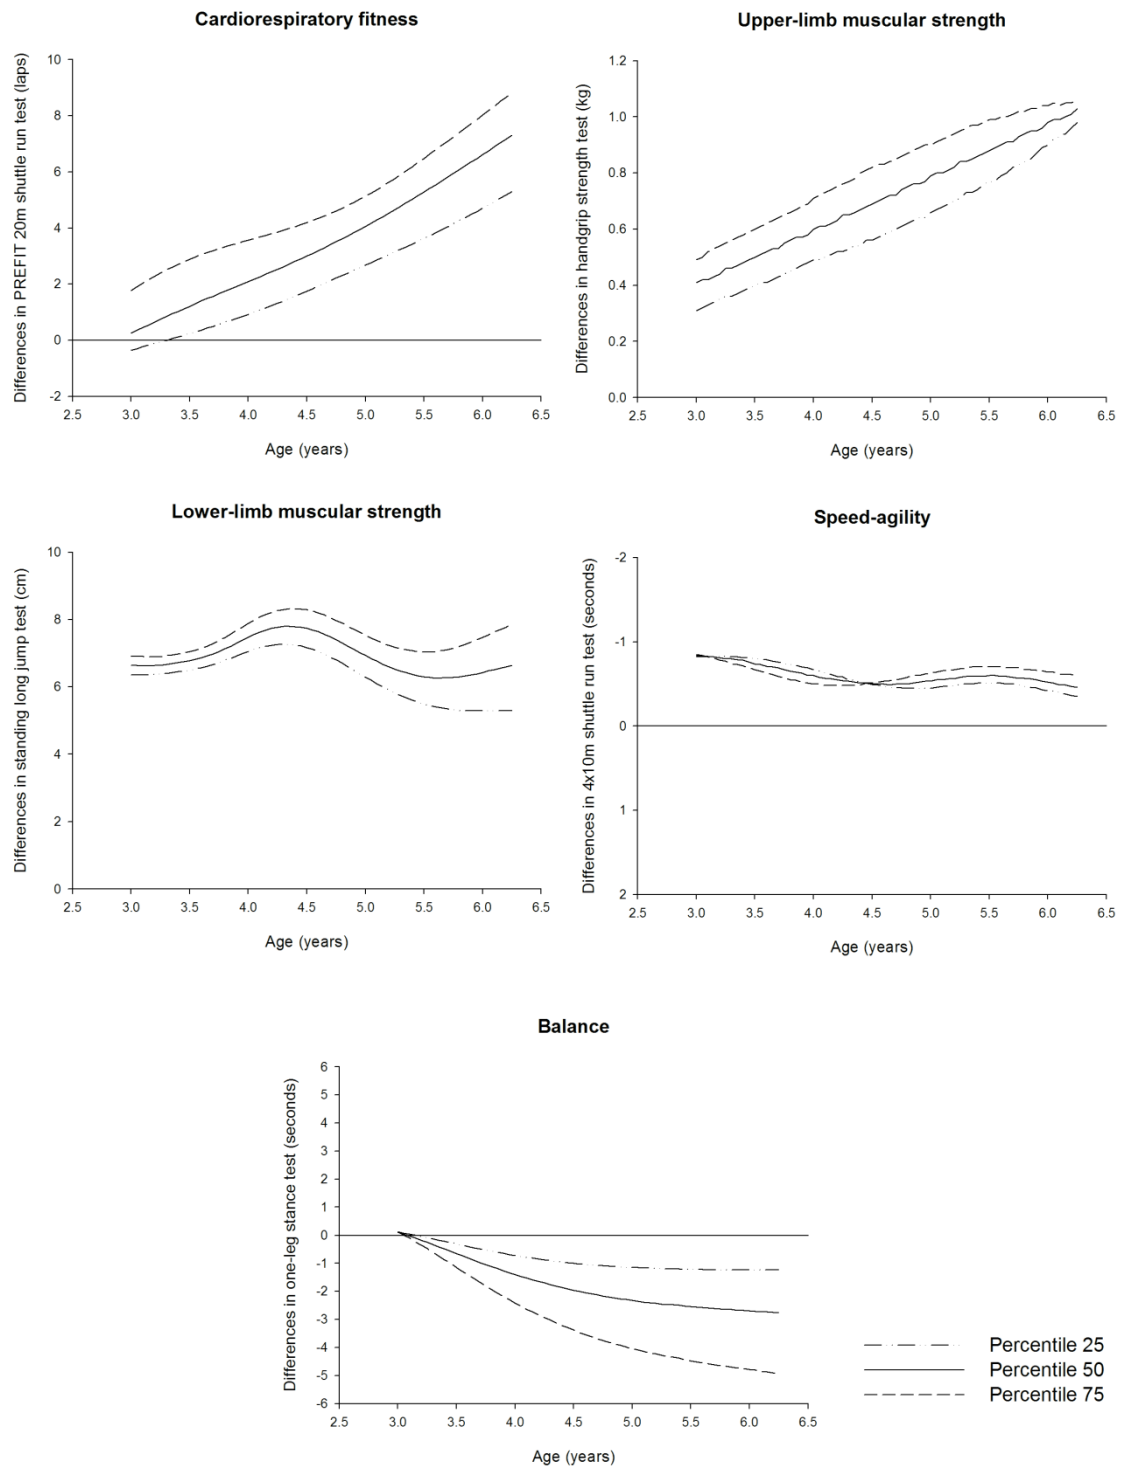 Cardiorespiratory fitness
Differences in PREFIT 20m shuttle run test (laps)
10
8
6
4
2
0
-2
2.5 3.0 3.5 4.0 4.5 5.0 5.5 6.0 6.5
Age (years)
Upper-limb muscular strength
Differences in handgrip strength test (kg)
1.2
1.0
0.8
0.6
0.4
0.2
0.0
2.5 3.0 3.5 4.0 4.5 5.0 5.5 6.0 6.5
Age (years)
Lower-limb muscular strength
Differences in standing long jump test (cm)
10
8
6
4
2
0
2.5 3.0 3.5 4.0 4.5 5.0 5.5 6.0 6.5
Age (years)
Speed-agility
Differences in 4x10m shuttle run test (seconds)
-2
-1
0
1
2
2.5 3.0 3.5 4.0 4.5 5.0 5.5 6.0 6.5
Age (years)
Balance
Differences in one-leg stance test (seconds)
6
5
4
3
2
1
0
-1
-2
-3
-4
-5
-6
2.5 3.0 3.5 4.0 4.5 5.0 5.5 6.0 6.5
Age (years)
Percentile 25
Percentile 50
Percentile 75